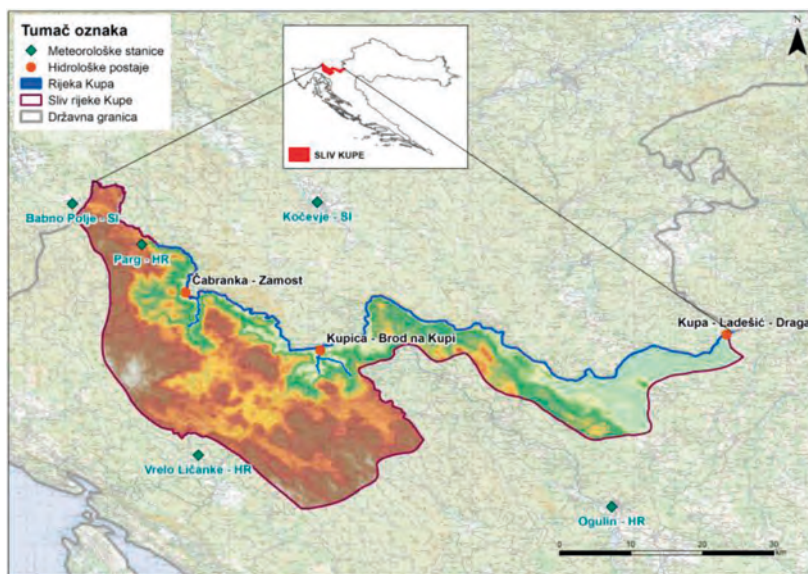 Tumač oznaka
Meteorološke stanice
Hidrološke postaje
Rijeka Kupa
Sliv rijeke Kupe
Državna granica
SLIV KUPE
N
Babno Polje - SI
Kočevje - SI
Parg - HR
Čabranka - Zamost
Kupica - Brod na Kupi
Kupa - Ladešić - Draga
Vrelo Ličanke - HR
Ogulin - HR
0 10 20 30
km